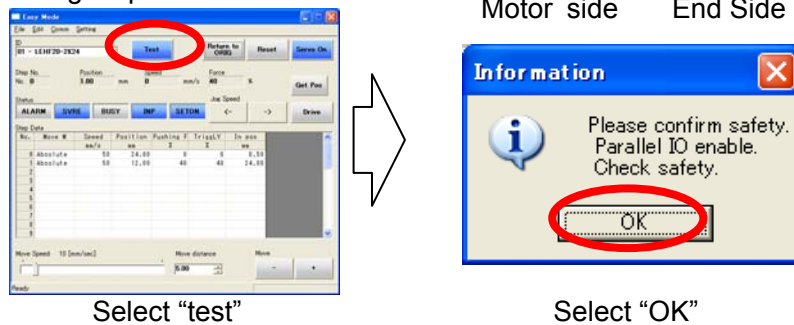 Motor side End Side
Easy Mode
File Edit Comm Setting
ID
01 - LEHF20-2K24
Test
Return to ORIG
Reset
Servo On
Step No. Position Speed Force
No. 0 1.00 mm 0 mm/s 40 %
Get Pos
Status
Jog Speed
ALARM SVRE BUSY INP SETON <- -> Drive
Step Data
No. Move M Speed Position Pushing F TriggLV In pos
mm/s mm % % mm
0 Absolute 50 24.00 0 0 0.50
1 Absolute 50 12.00 40 40 24.00
2
3
4
5
6
7
8
9
Move Speed 10 [mm/sec] Move distance Move
5.00 - +
Ready
Information
Please confirm safety.
Parallel IO enable.
Check safety.
OK
Select “test” Select “OK”